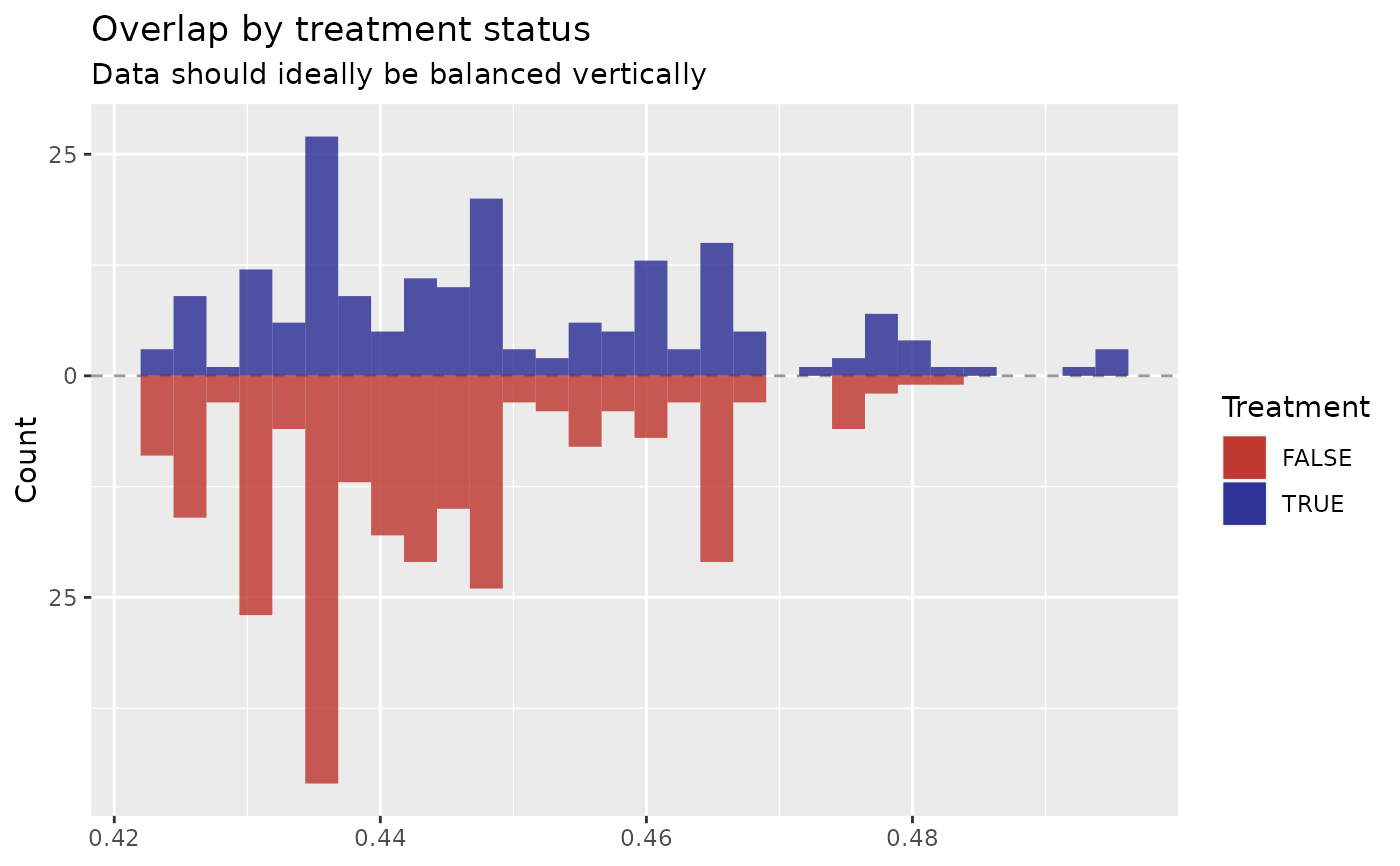 Overlap by treatment status
Data should ideally be balanced vertically
25
0
25
Count
0.42
0.44
0.46
0.48
Treatment
FALSE
TRUE